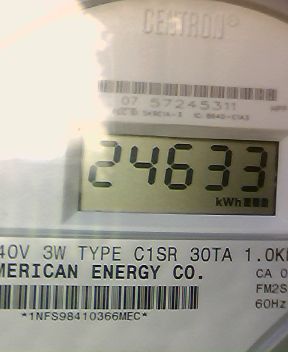 CENTRON®
07 57245311
24633
kWh
40V 3W TYPE C1SR 30TA 1.0K
MERICAN ENERGY CO.
CA 0
FM2S
60Hz
*1NFS98410366MEC*